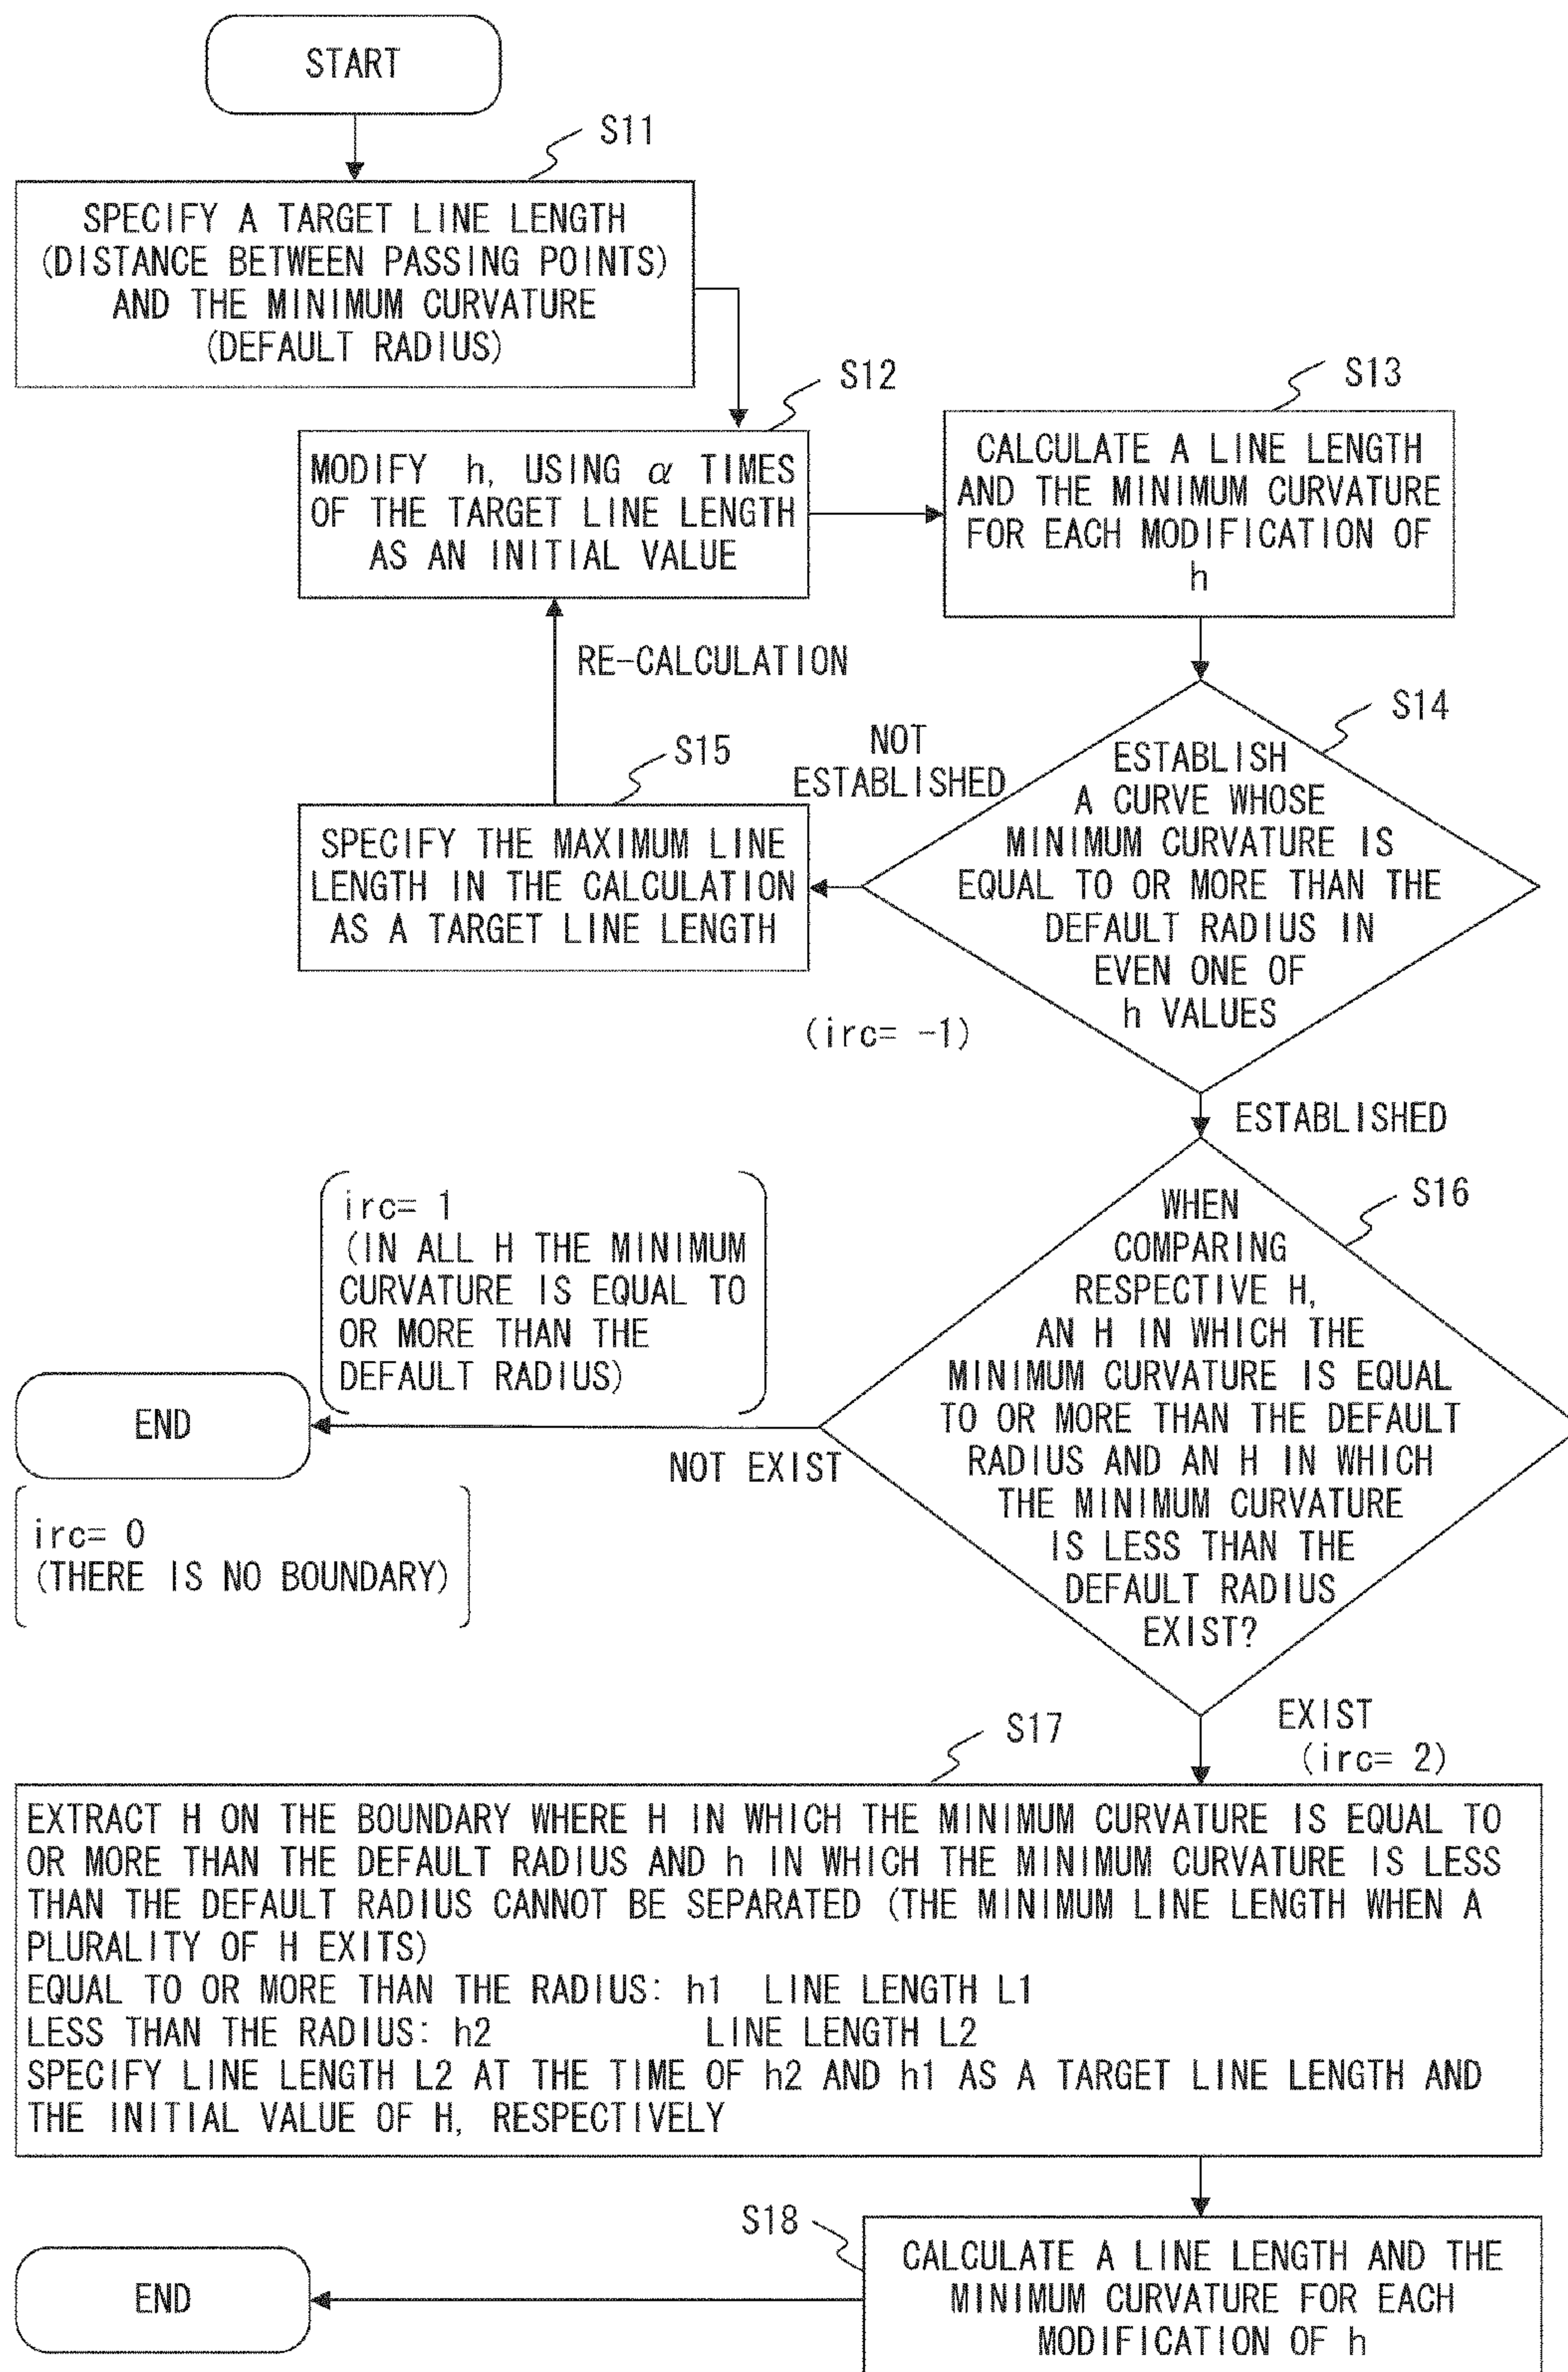 START
S11
SPECIFY A TARGET LINE LENGTH
(DISTANCE BETWEEN PASSING POINTS)
AND THE MINIMUM CURVATURE
(DEFAULT RADIUS)
S12
MODIFY h, USING α TIMES
OF THE TARGET LINE LENGTH
AS AN INITIAL VALUE
S13
CALCULATE A LINE LENGTH
AND THE MINIMUM CURVATURE
FOR EACH MODIFICATION OF
h
RE-CALCULATION
S14
ESTABLISH
A CURVE WHOSE
MINIMUM CURVATURE IS
EQUAL TO OR MORE THAN THE
DEFAULT RADIUS IN
EVEN ONE OF
h VALUES
NOT
ESTABLISHED
S15
SPECIFY THE MAXIMUM LINE
LENGTH IN THE CALCULATION
AS A TARGET LINE LENGTH
(irc= -1)
ESTABLISHED
S16
WHEN
COMPARING
RESPECTIVE H,
AN H IN WHICH THE
MINIMUM CURVATURE IS EQUAL
TO OR MORE THAN THE DEFAULT
RADIUS AND AN H IN WHICH
THE MINIMUM CURVATURE
IS LESS THAN THE
DEFAULT RADIUS
EXIST?
irc= 1
(IN ALL H THE MINIMUM
CURVATURE IS EQUAL TO
OR MORE THAN THE
DEFAULT RADIUS)
NOT EXIST
END
irc= 0
(THERE IS NO BOUNDARY)
EXIST
(irc= 2)
S17
EXTRACT H ON THE BOUNDARY WHERE H IN WHICH THE MINIMUM CURVATURE IS EQUAL TO
OR MORE THAN THE DEFAULT RADIUS AND h IN WHICH THE MINIMUM CURVATURE IS LESS
THAN THE DEFAULT RADIUS CANNOT BE SEPARATED (THE MINIMUM LINE LENGTH WHEN A
PLURALITY OF H EXITS)
EQUAL TO OR MORE THAN THE RADIUS: h1 LINE LENGTH L1
LESS THAN THE RADIUS: h2 LINE LENGTH L2
SPECIFY LINE LENGTH L2 AT THE TIME OF h2 AND h1 AS A TARGET LINE LENGTH AND
THE INITIAL VALUE OF H, RESPECTIVELY
S18
CALCULATE A LINE LENGTH AND THE
MINIMUM CURVATURE FOR EACH
MODIFICATION OF h
END